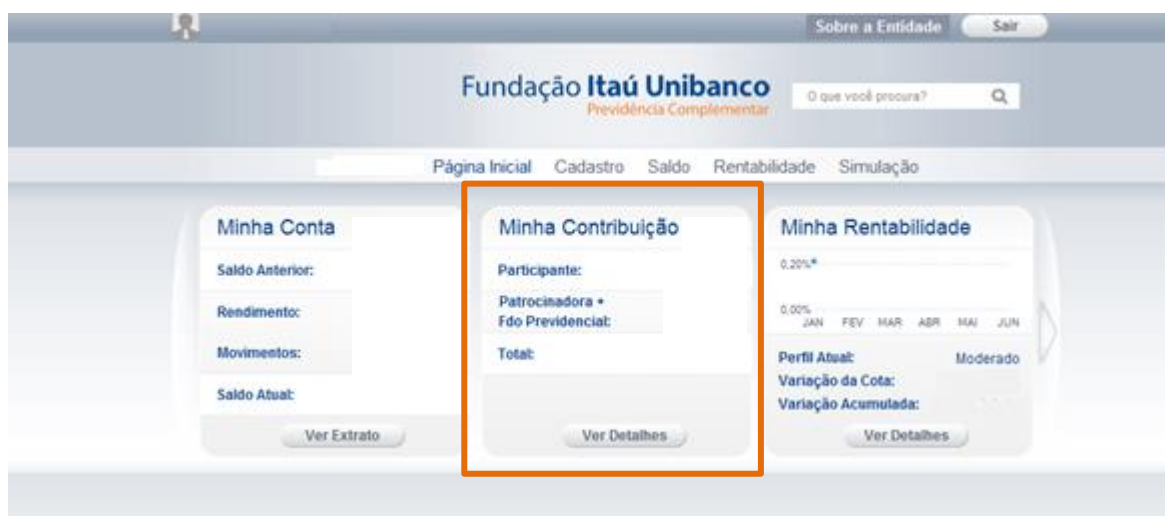 Sobre a Entidade Sair
Fundação Itaú Unibanco
Previdência Complementar
O que você procura?
Página Inicial Cadastro Saldo Rentabilidade Simulação
Minha Conta
Saldo Anterior:
Rendimento:
Movimentos:
Saldo Atual:
Ver Extrato
Minha Contribuição
Participante:
Patrocinadora +
Fdo Previdencial:
Total:
Ver Detalhes
Minha Rentabilidade
0,20%
0,00%
JAN FEV MAR ABR MAI JUN
Perfil Atual: Moderado
Variação da Cota:
Variação Acumulada:
Ver Detalhes